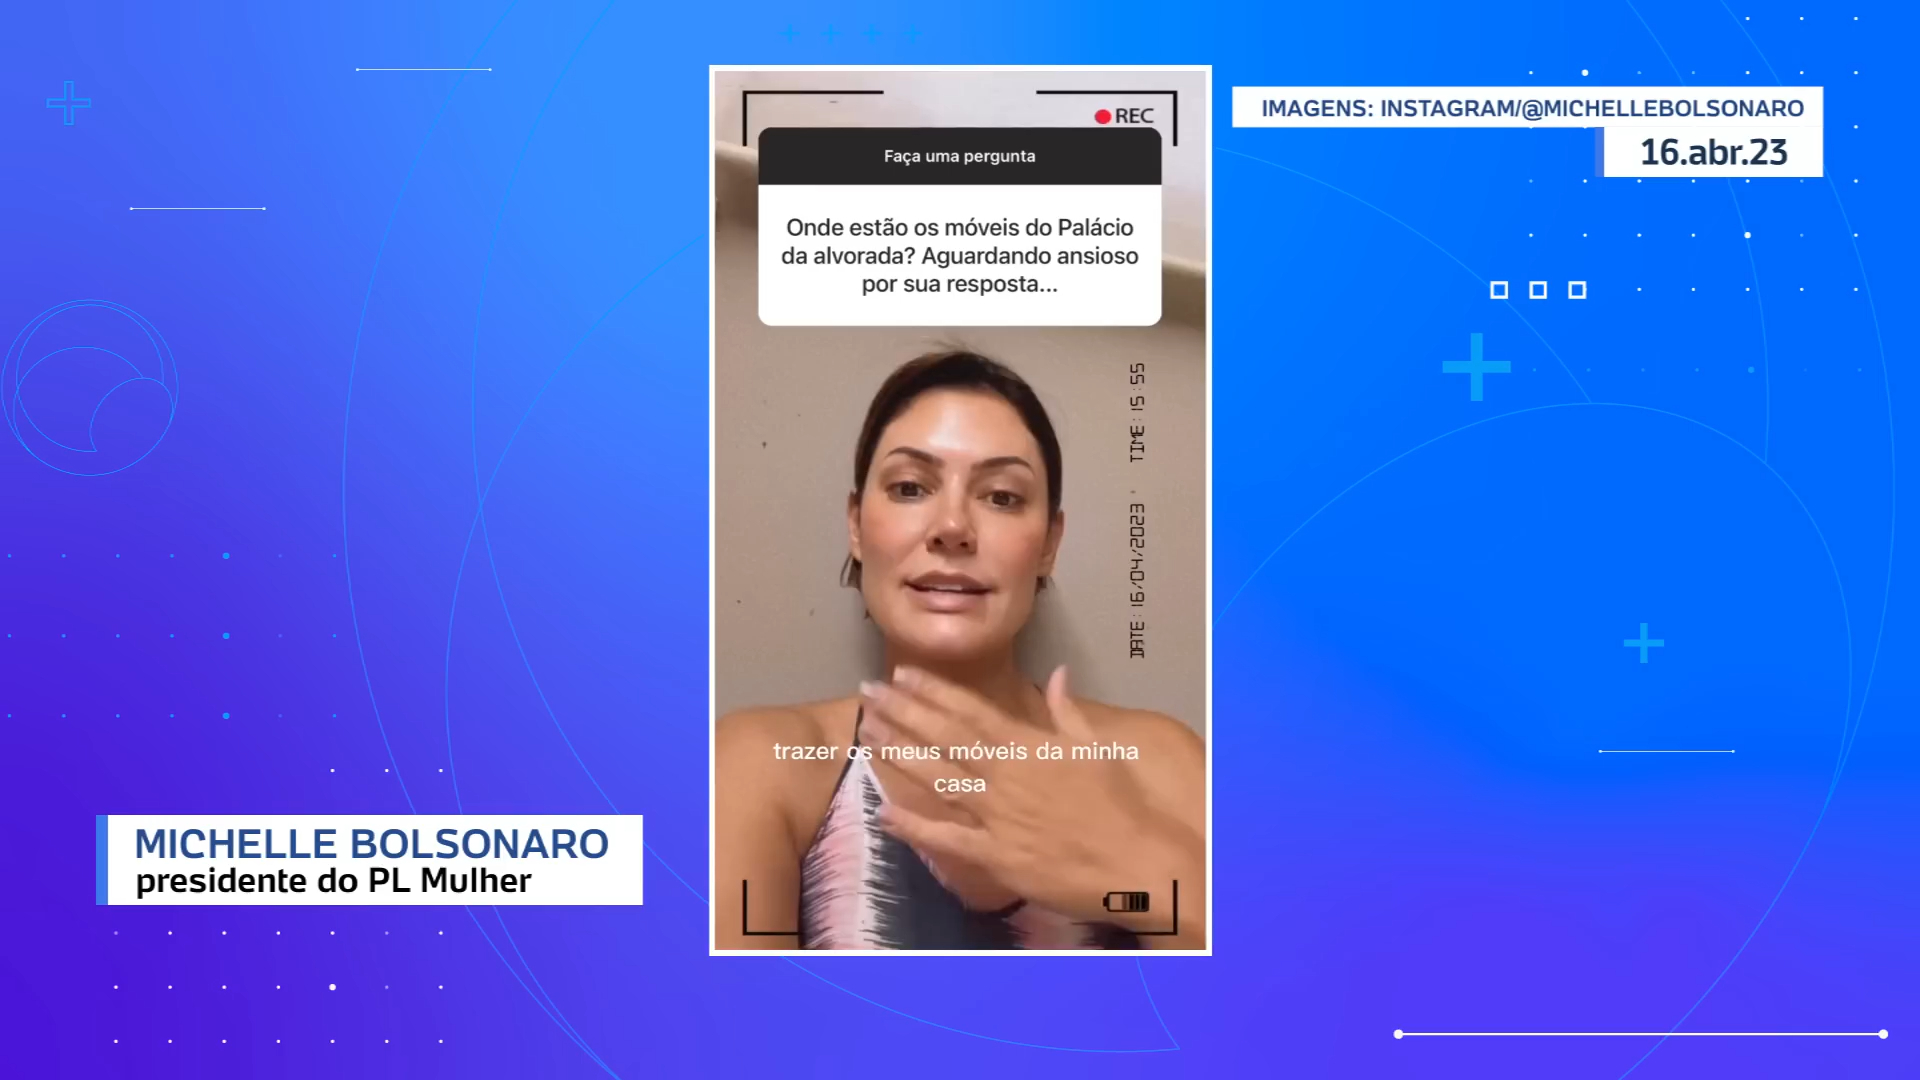 IMAGENS: INSTAGRAM/@MICHELLEBOLSONARO
16.abr.23
REC
Faça uma pergunta
Onde estão os móveis do Palácio
da alvorada? Aguardando ansioso
por sua resposta...
DATE: 16/04/2023 TIME: 15:55
trazer os meus móveis da minha
casa
MICHELLE BOLSONARO
presidente do PL Mulher